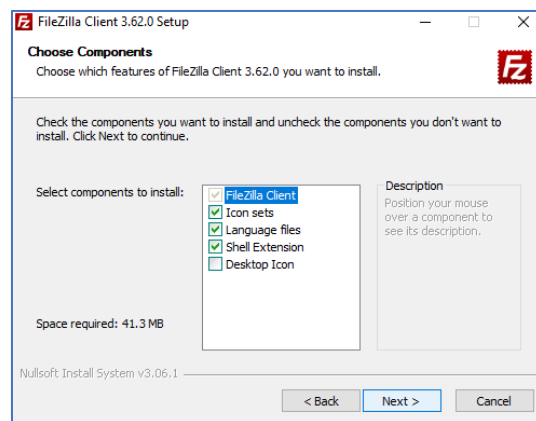 FileZilla Client 3.62.0 Setup
Choose Components
Choose which features of FileZilla Client 3.62.0 you want to install.
Fz
Check the components you want to install and uncheck the components you don't want to
install. Click Next to continue.
Select components to install:
FileZilla Client
Icon sets
Language files
Shell Extension
Desktop Icon
Description
Position your mouse
over a component to
see its description.
Space required: 41.3 MB
Nullsoft Install System v3.06.1
< Back
Next >
Cancel